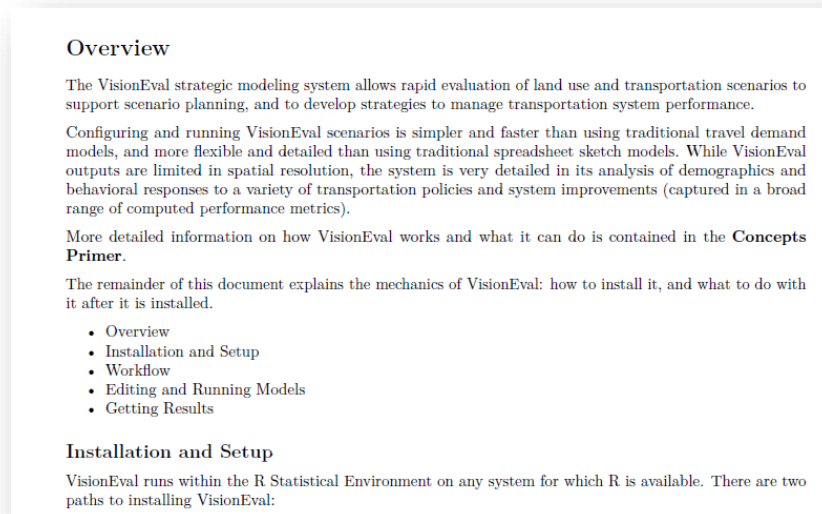 Overview
The VisionEval strategic modeling system allows rapid evaluation of land use and transportation scenarios to
support scenario planning, and to develop strategies to manage transportation system performance.
Configuring and running VisionEval scenarios is simpler and faster than using traditional travel demand
models, and more flexible and detailed than using traditional spreadsheet sketch models. While VisionEval
outputs are limited in spatial resolution, the system is very detailed in its analysis of demographics and
behavioral responses to a variety of transportation policies and system improvements (captured in a broad
range of computed performance metrics).
More detailed information on how VisionEval works and what it can do is contained in the Concepts
Primer.
The remainder of this document explains the mechanics of VisionEval: how to install it, and what to do with
it after it is installed.
• Overview
• Installation and Setup
• Workflow
• Editing and Running Models
• Getting Results
Installation and Setup
VisionEval runs within the R Statistical Environment on any system for which R is available. There are two
paths to installing VisionEval: